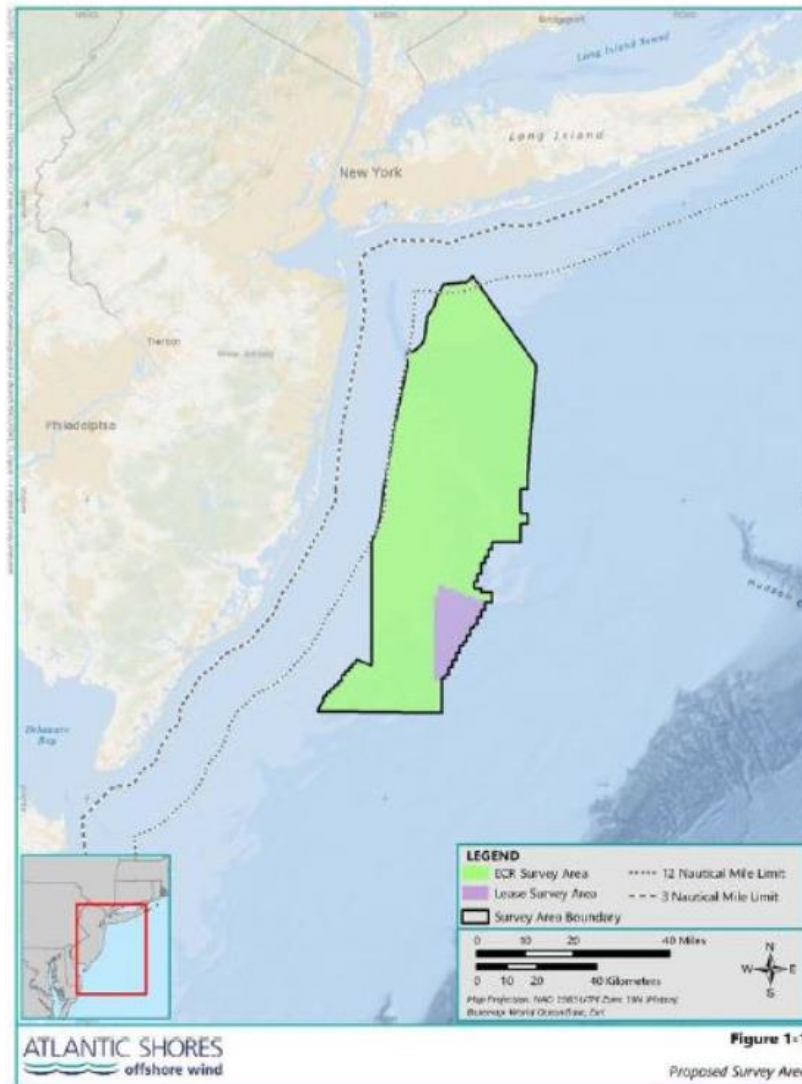 Bridgeport
Long Island Sound
Long Island
New York
Trenton
New Jersey
Philadelphia
Hudson
Delaware
Bay
LEGEND
ECR Survey Area
12 Nautical Mile Limit
Lease Survey Area
3 Nautical Mile Limit
Survey Area Boundary
0 10 20 40 Miles
0 10 20 40 Kilometers
N
W E
S
ATLANTIC SHORES
offshore wind
Figure 1-1
Proposed Survey Area